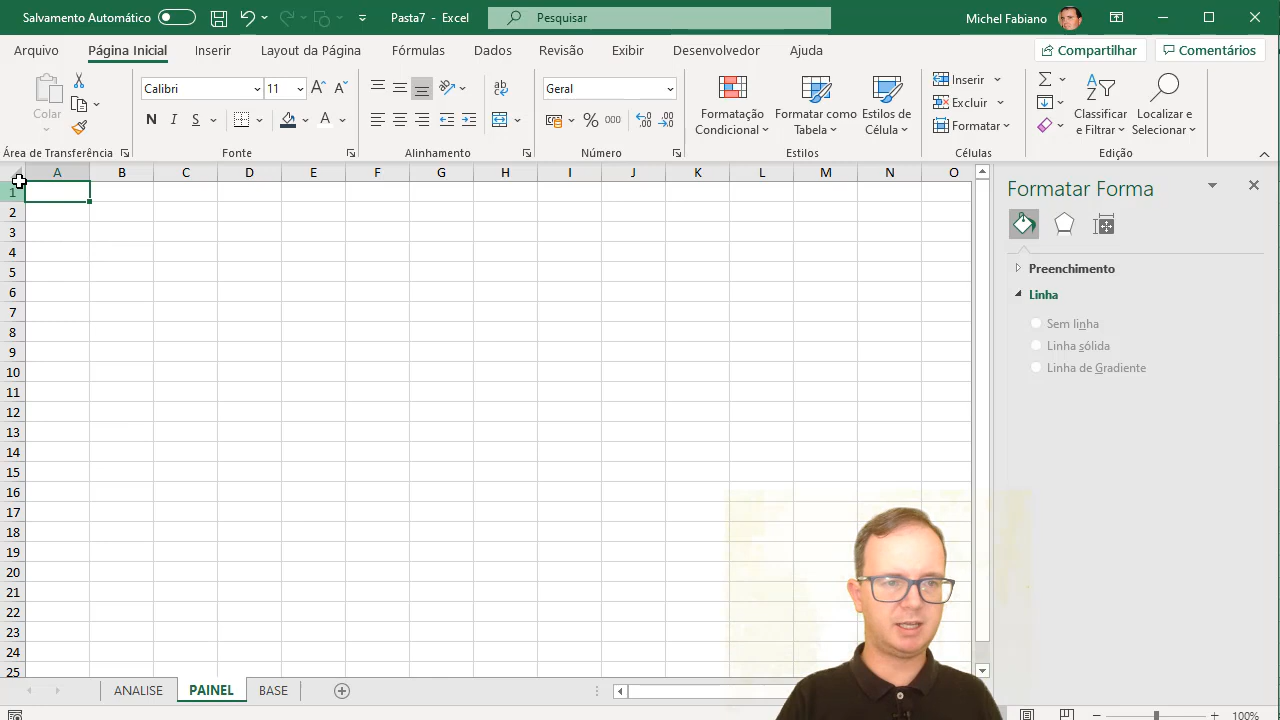 Salvamento Automático
Pasta7 - Excel
Pesquisar
Michel Fabiano
Arquivo Página Inicial Inserir Layout da Página Fórmulas Dados Revisão Exibir Desenvolvedor Ajuda
Compartilhar
Comentários
Colar
Calibri 11
N I S
A
ab
Geral
% 000
Formatação Condicional
Formatar como Tabela
Estilos de Célula
Inserir
Excluir
Formatar
Classificar e Filtrar
Localizar e Selecionar
Área de Transferência Fonte Alinhamento Número Estilos Células Edição
A B C D E F G H I J K L M N O
1
2
3
4
5
6
7
8
9
10
11
12
13
14
15
16
17
18
19
20
21
22
23
24
25
Formatar Forma
Preenchimento
Linha
Sem linha
Linha sólida
Linha de Gradiente
ANALISE PAINEL BASE
100%